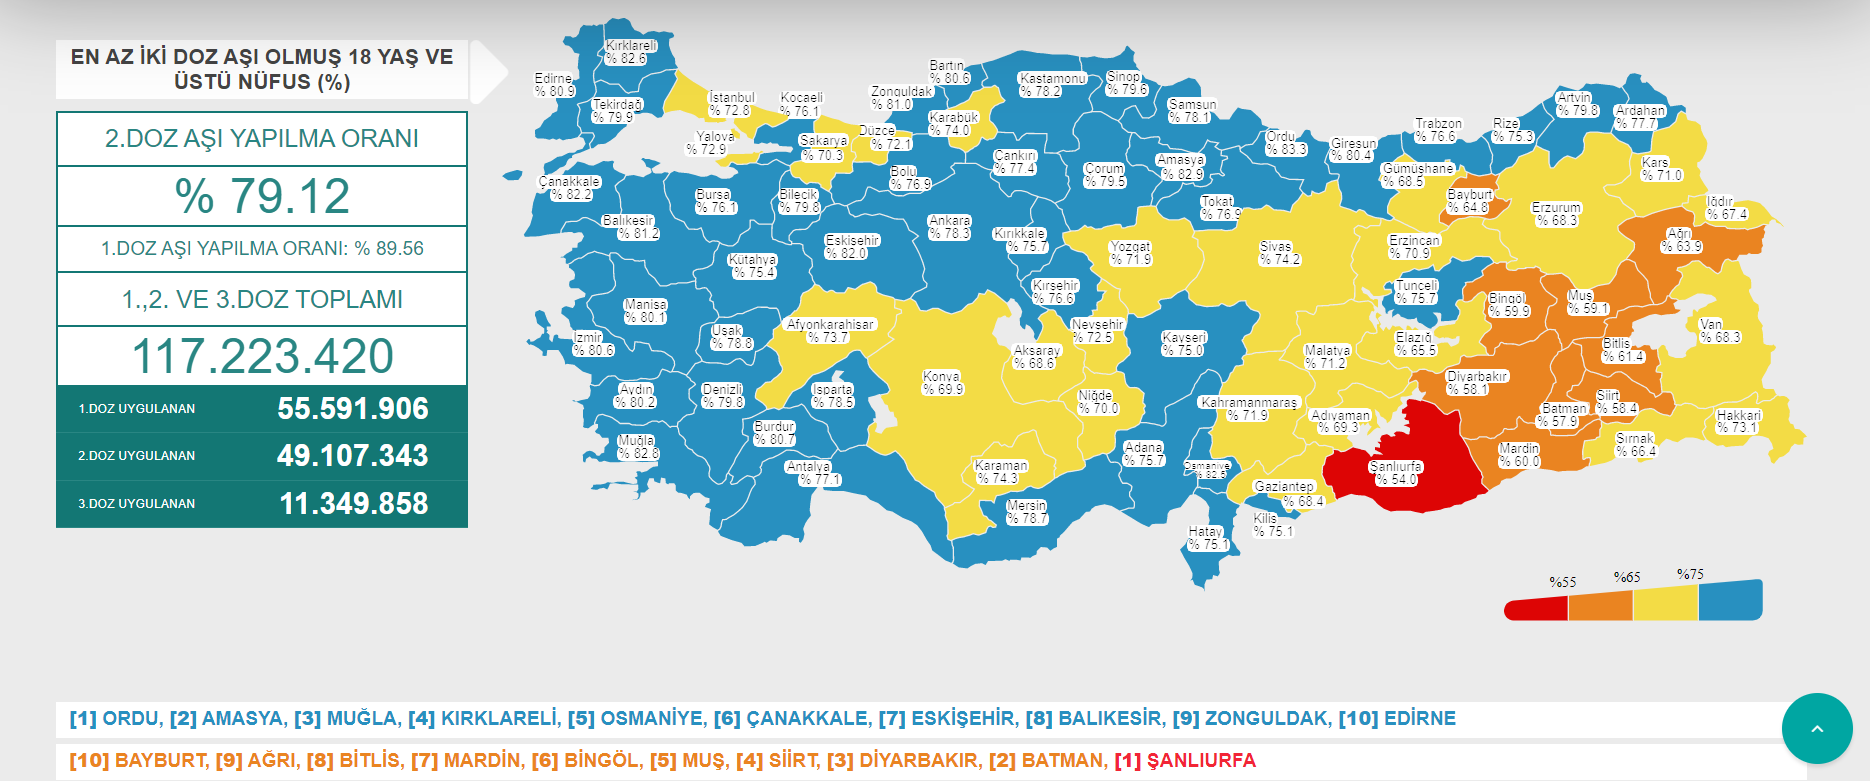 EN AZ İKİ DOZ AŞI OLMUŞ 18 YAŞ VE
ÜSTÜ NÜFUS (%)
2.DOZ AŞI YAPILMA ORANI
% 79.12
1.DOZ AŞI YAPILMA ORANI: % 89.56
1.,2. VE 3.DOZ TOPLAMI
117.223.420
1.DOZ UYGULANAN 55.591.906
2.DOZ UYGULANAN 49.107.343
3.DOZ UYGULANAN 11.349.858
Kırklareli
% 82.6
Edirne
% 80.9
Tekirdağ
% 79.9
İstanbul
% 72.8
Kocaeli
% 76.1
Yalova
% 72.9
Sakarya
% 70.3
Düzce
% 72.1
Zonguldak
% 81.0
Bartın
% 80.6
Karabük
% 74.0
Kastamonu
% 78.2
Sinop
% 79.6
Samsun
% 78.1
Ordu
% 83.3
Giresun
% 80.4
Trabzon
% 76.6
Rize
% 75.3
Artvin
% 79.8
Ardahan
% 77.7
Çanakkale
% 82.2
Balıkesir
% 81.2
Bursa
% 76.1
Bilecik
% 79.8
Bolu
% 76.9
Çankırı
% 77.4
Çorum
% 79.5
Amasya
% 82.9
Tokat
% 76.9
Gümüşhane
% 68.5
Bayburt
% 64.8
Erzurum
% 68.3
Kars
% 71.0
Iğdır
% 67.4
Ağrı
% 63.9
Kütahya
% 75.4
Eskişehir
% 82.0
Ankara
% 78.3
Kırıkkale
% 75.7
Yozgat
% 71.9
Sivas
% 74.2
Erzincan
% 70.9
Tunceli
% 75.7
Bingöl
% 59.9
Muş
% 59.1
Manisa
% 80.1
Uşak
% 78.8
Afyonkarahisar
% 73.7
Kırşehir
% 76.6
Nevşehir
% 72.5
Kayseri
% 75.0
Malatya
% 71.2
Elazığ
% 65.5
Bitlis
% 61.4
Van
% 68.3
İzmir
% 80.6
Aydın
% 80.2
Denizli
% 79.8
Isparta
% 78.5
Konya
% 69.9
Aksaray
% 68.6
Niğde
% 70.0
Kahramanmaraş
% 71.9
Adıyaman
% 69.3
Diyarbakır
% 58.1
Batman
% 57.9
Siirt
% 58.4
Hakkari
% 73.1
Muğla
% 82.8
Burdur
% 80.7
Antalya
% 77.1
Karaman
% 74.3
Mersin
% 78.7
Adana
% 75.7
Osmaniye
% 82.5
Gaziantep
% 68.4
Şanlıurfa
% 54.0
Mardin
% 60.0
Şırnak
% 66.4
Hatay
% 75.1
Kilis
% 75.1
%55 %65 %75
[1] ORDU, [2] AMASYA, [3] MUĞLA, [4] KIRKLARELİ, [5] OSMANİYE, [6] ÇANAKKALE, [7] ESKİŞEHİR, [8] BALIKESİR, [9] ZONGULDAK, [10] EDİRNE
[10] BAYBURT, [9] AĞRI, [8] BİTLİS, [7] MARDİN, [6] BİNGÖL, [5] MUŞ, [4] SİİRT, [3] DİYARBAKIR, [2] BATMAN, [1] ŞANLIURFA